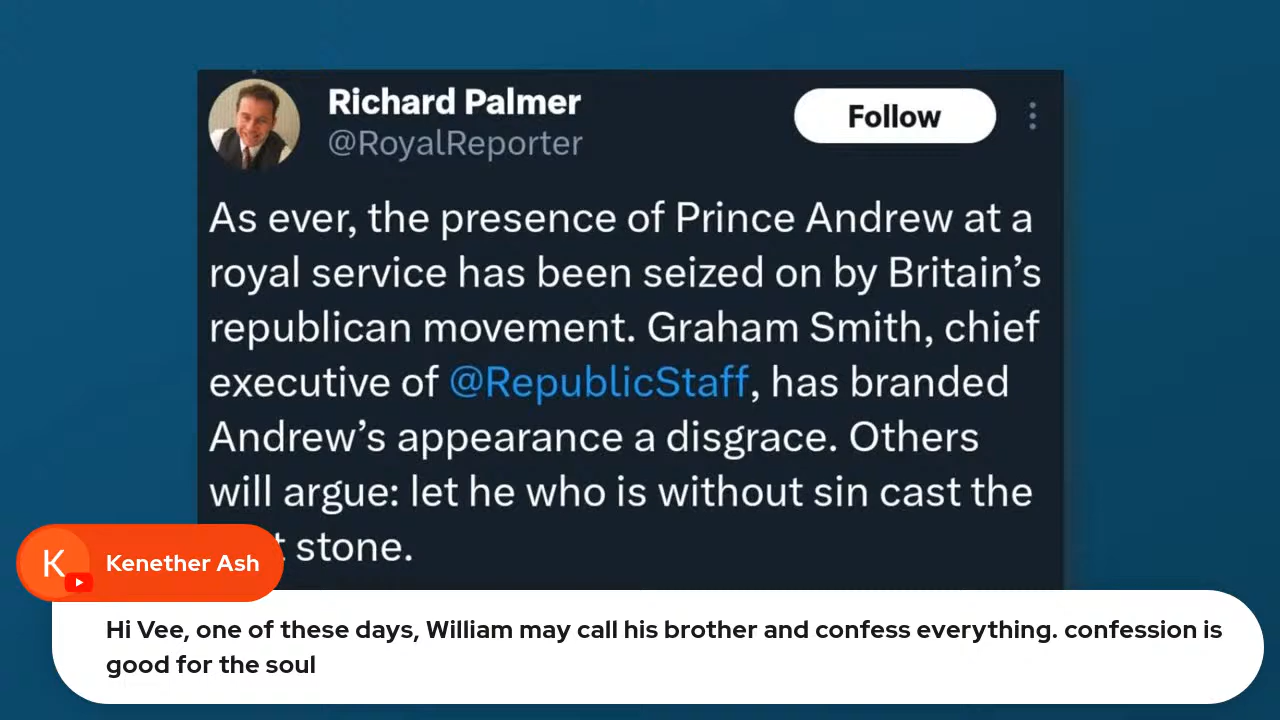 Richard Palmer
@RoyalReporter
Follow
As ever, the presence of Prince Andrew at a
royal service has been seized on by Britain’s
republican movement. Graham Smith, chief
executive of @RepublicStaff, has branded
Andrew’s appearance a disgrace. Others
will argue: let he who is without sin cast the
stone.
K
Kenether Ash
Hi Vee, one of these days, William may call his brother and confess everything. confession is
good for the soul